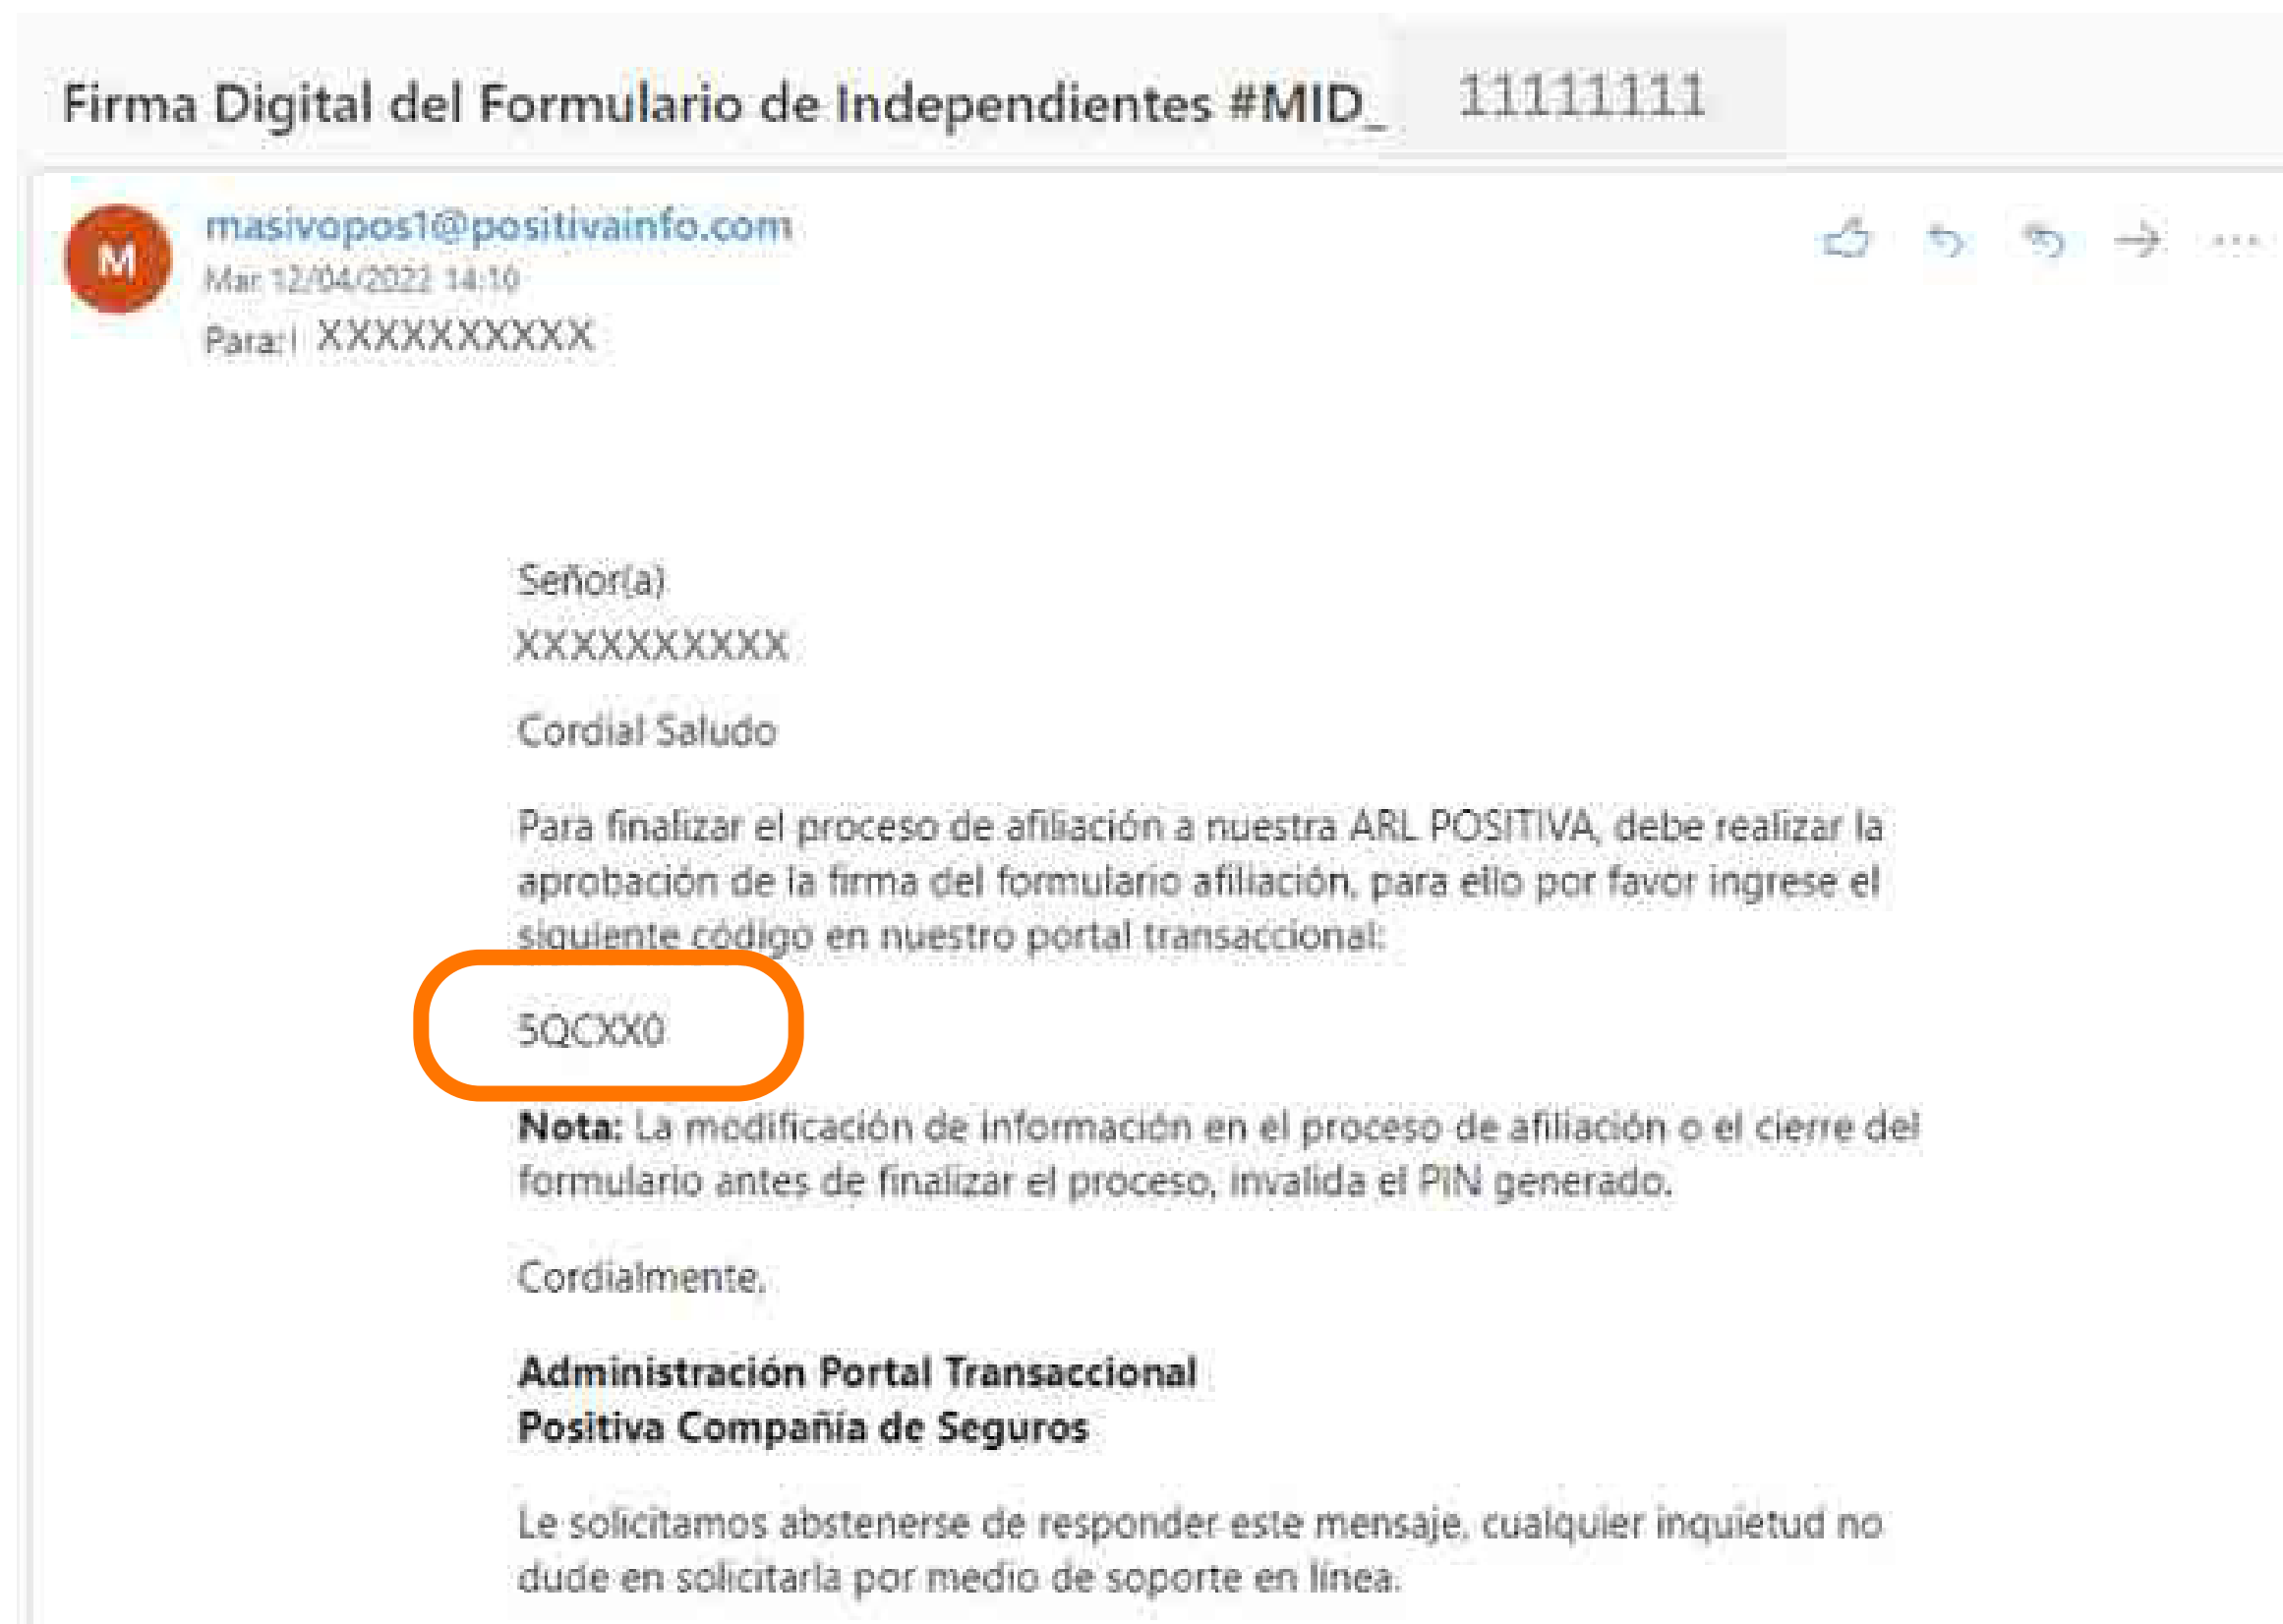 Firma Digital del Formulario de Independientes #MID_ 11111111
M
masivopos1@positivainfo.com
Mar 12/04/2022 14:10
Para: XXXXXXXXXX
Señor(a)
XXXXXXXXXX
Cordial Saludo
Para finalizar el proceso de afiliación a nuestra ARL POSITIVA, debe realizar la
aprobación de la firma del formulario afiliación, para ello por favor ingrese el
siguiente código en nuestro portal transaccional:
5QCXX0
Nota: La modificación de información en el proceso de afiliación o el cierre del
formulario antes de finalizar el proceso, invalida el PIN generado.
Cordialmente,
Administración Portal Transaccional
Positiva Compañía de Seguros
Le solicitamos abstenerse de responder este mensaje, cualquier inquietud no
dude en solicitarla por medio de soporte en línea.